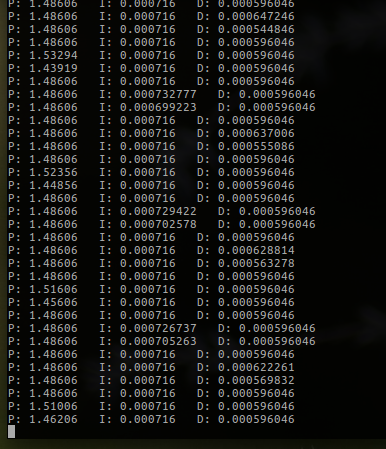 P: 1.48606   I: 0.000716   D: 0.000596046
P: 1.48606   I: 0.000716   D: 0.000647246
P: 1.48606   I: 0.000716   D: 0.000544846
P: 1.48606   I: 0.000716   D: 0.000596046
P: 1.53294   I: 0.000716   D: 0.000596046
P: 1.43919   I: 0.000716   D: 0.000596046
P: 1.48606   I: 0.000716   D: 0.000596046
P: 1.48606   I: 0.000732777   D: 0.000596046
P: 1.48606   I: 0.000699223   D: 0.000596046
P: 1.48606   I: 0.000716   D: 0.000596046
P: 1.48606   I: 0.000716   D: 0.000637006
P: 1.48606   I: 0.000716   D: 0.000555086
P: 1.48606   I: 0.000716   D: 0.000596046
P: 1.52356   I: 0.000716   D: 0.000596046
P: 1.44856   I: 0.000716   D: 0.000596046
P: 1.48606   I: 0.000716   D: 0.000596046
P: 1.48606   I: 0.000729422   D: 0.000596046
P: 1.48606   I: 0.000702578   D: 0.000596046
P: 1.48606   I: 0.000716   D: 0.000596046
P: 1.48606   I: 0.000716   D: 0.000628814
P: 1.48606   I: 0.000716   D: 0.000563278
P: 1.48606   I: 0.000716   D: 0.000596046
P: 1.51606   I: 0.000716   D: 0.000596046
P: 1.45606   I: 0.000716   D: 0.000596046
P: 1.48606   I: 0.000716   D: 0.000596046
P: 1.48606   I: 0.000726737   D: 0.000596046
P: 1.48606   I: 0.000705263   D: 0.000596046
P: 1.48606   I: 0.000716   D: 0.000596046
P: 1.48606   I: 0.000716   D: 0.000622261
P: 1.48606   I: 0.000716   D: 0.000569832
P: 1.48606   I: 0.000716   D: 0.000596046
P: 1.51006   I: 0.000716   D: 0.000596046
P: 1.46206   I: 0.000716   D: 0.000596046